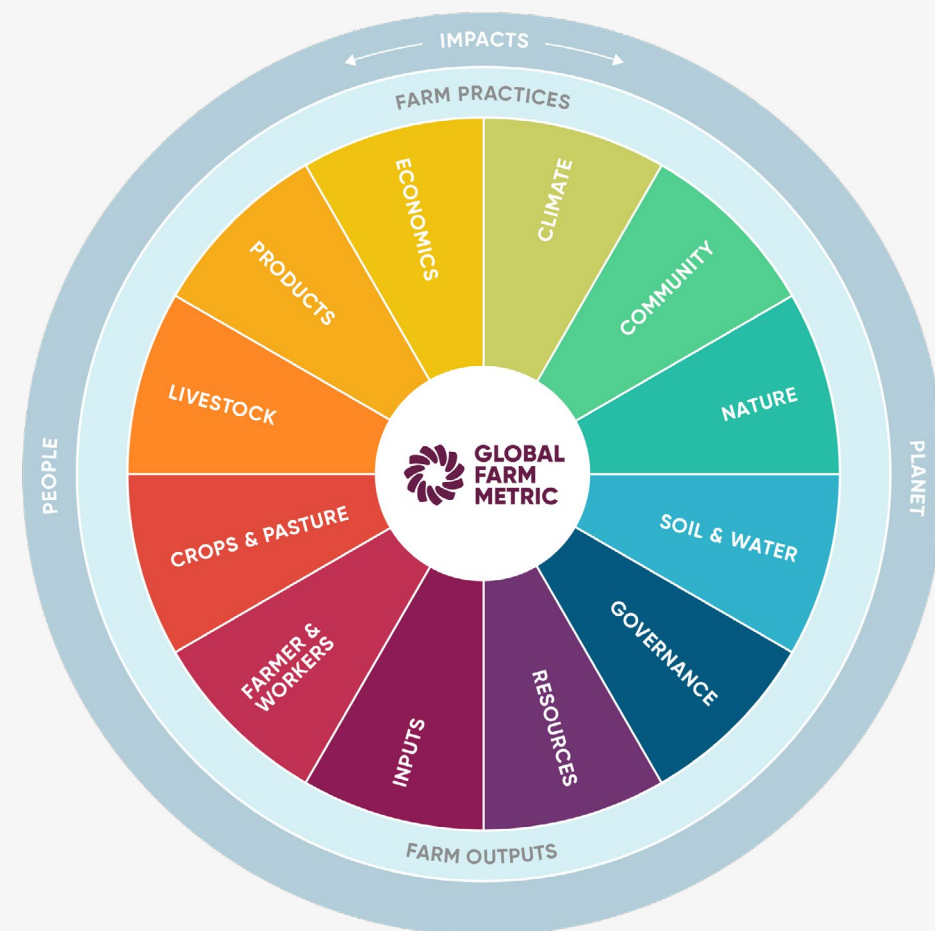 IMPACTS
FARM PRACTICES
ECONOMICS
CLIMATE
PRODUCTS
COMMUNITY
LIVESTOCK
NATURE
GLOBAL
FARM
METRIC
PEOPLE
PLANET
CROPS & PASTURE
SOIL & WATER
FARMER &
WORKERS
GOVERNANCE
INPUTS
RESOURCES
FARM OUTPUTS